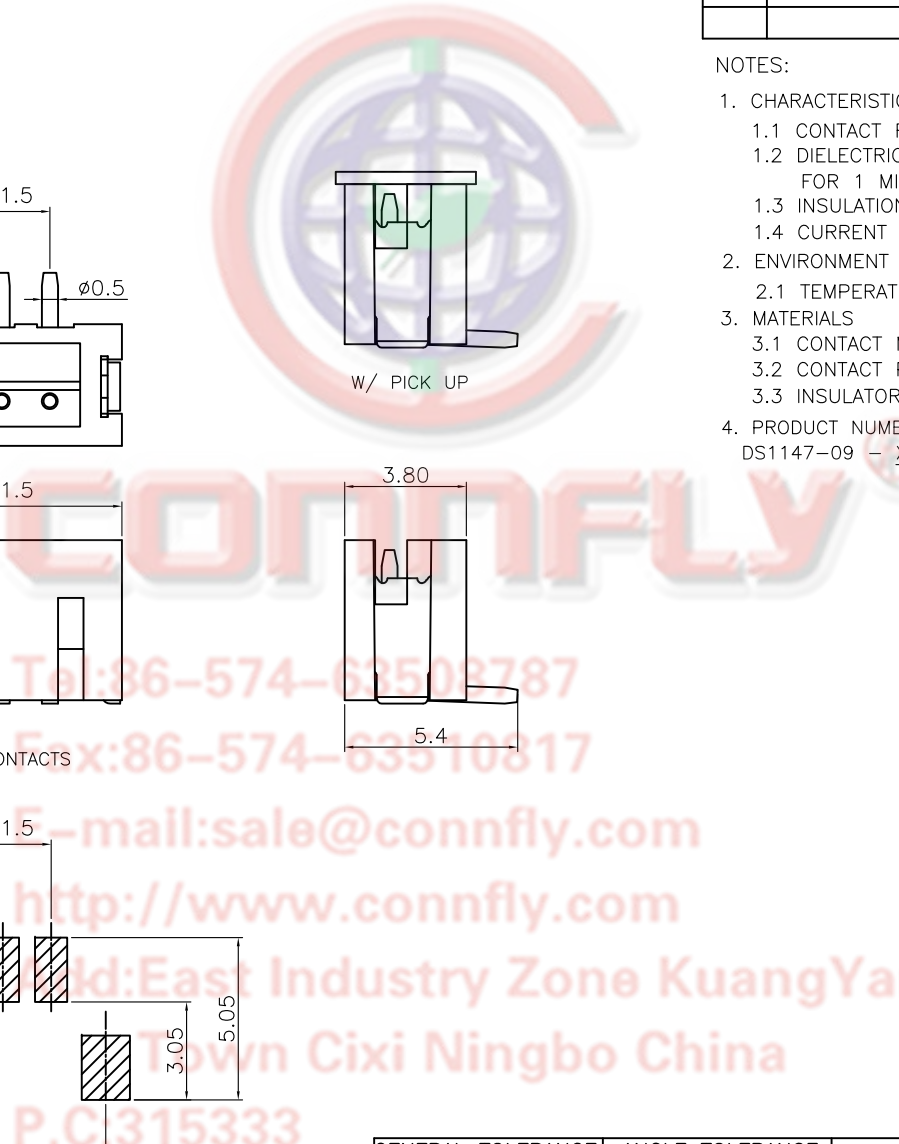 NOTES:
1. CHARACTERISTIC
1.1 CONTACT
1.2 DIELECTRIC
FOR 1
1.3 INSULATION
1.4 CURRENT
2. ENVIRONMENT
2.1 TEMPERAT
3. MATERIALS
3.1 CONTACT
3.2 CONTACT
3.3 INSULATOR
4. PRODUCT
DS1147-09 -
1.5
ø0.5
W/ PICK UP
1.5
3.80
CONNFLY
5.4
ONTACTS
1.5
3.05
5.05
Tel:86-574-63508787
Fax:86-574-63510817
E-mail:sale@connfly.com
http://www.connfly.com
Add:East Industry Zone KuangYa
Town Cixi Ningbo China
P.C:315333
GENERAL TOLERANCE ANGLE TOLERANCE